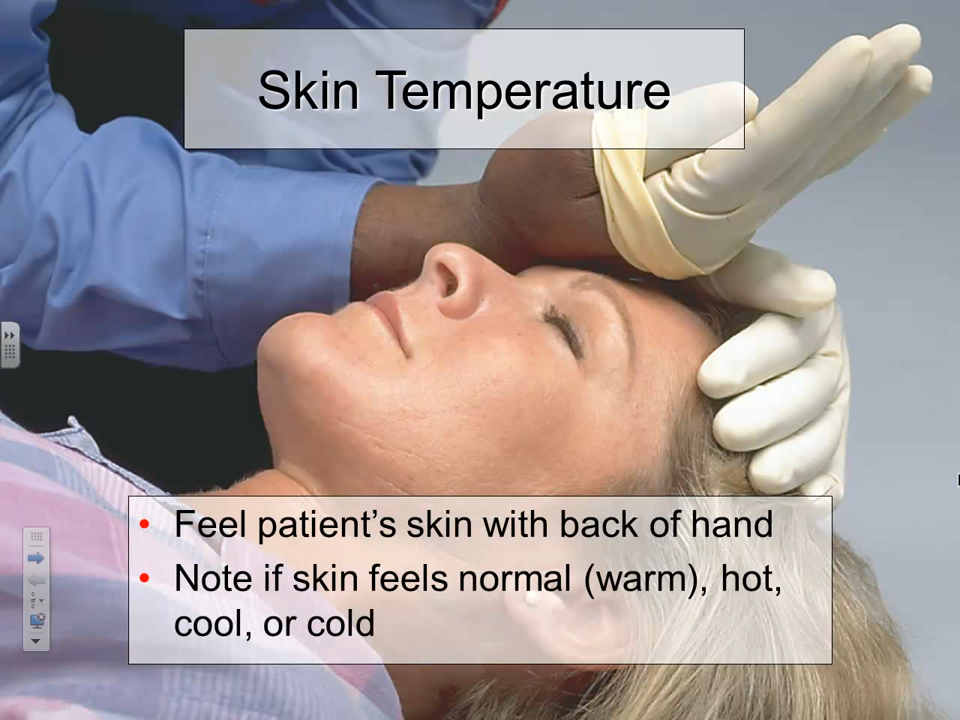 Skin Temperature
• Feel patient’s skin with back of hand
• Note if skin feels normal (warm), hot,
cool, or cold